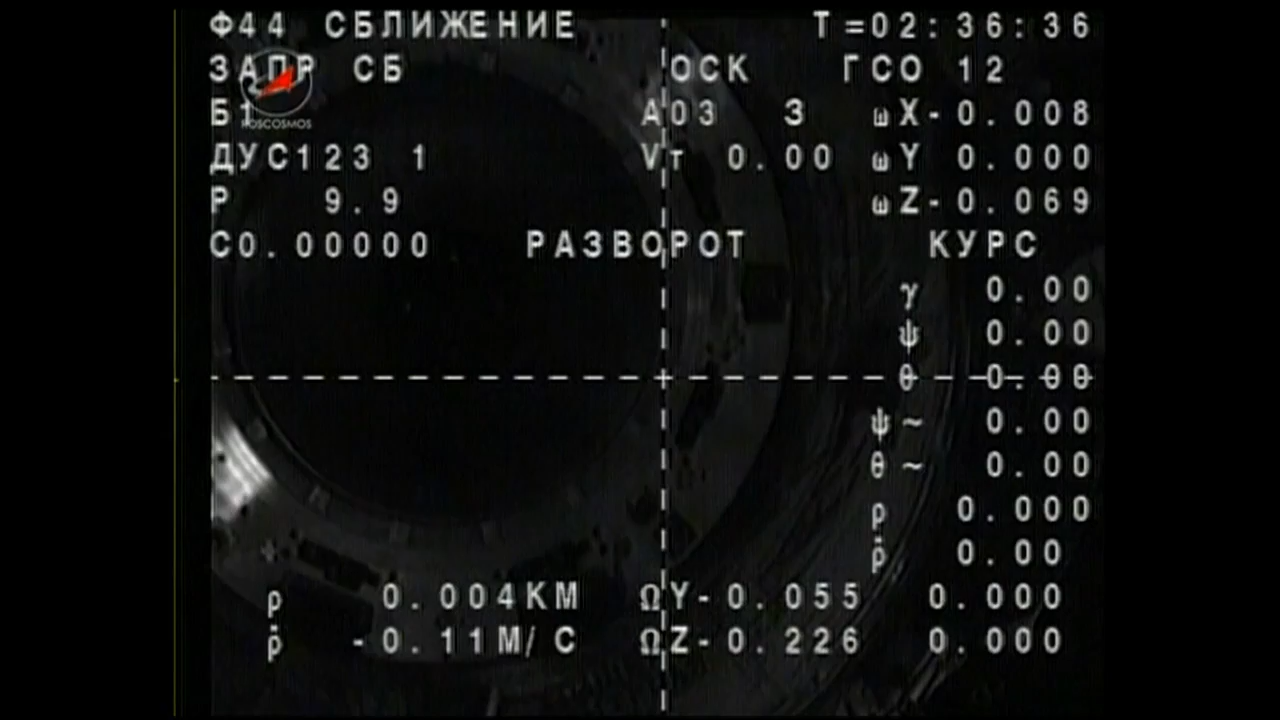 Ф44 СБЛИЖЕНИЕ T=02:36:36
ЗАПР СБ ОСК ГСО 12
Б1 А03 3 ωX-0.008
ROSCOSMOS
ДУС123 1 Vт 0.00 ωY 0.000
Р 9.9 ωZ-0.069
С0.00000 РАЗВОРОТ КУРС
γ 0.00
ψ 0.00
θ 0.00
ψ~ 0.00
θ~ 0.00
ρ 0.000
ρ̇ 0.00
ρ 0.004КМ ΩY-0.055 0.000
ρ̇ -0.11М/С ΩZ-0.226 0.000